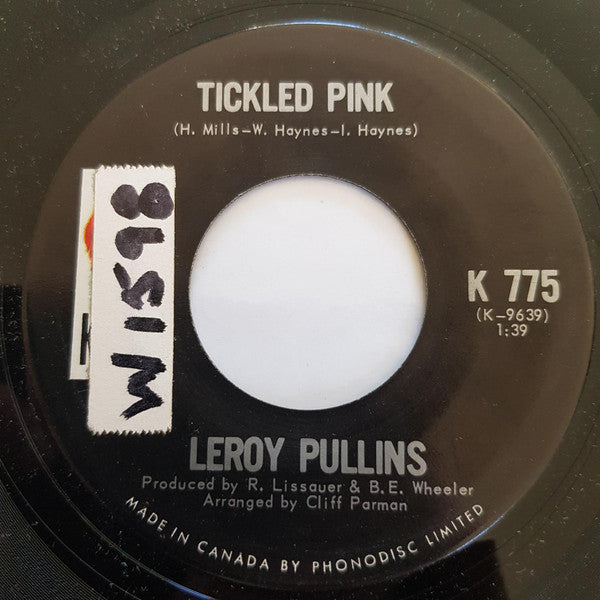 TICKLED PINK
(H. Mills-W. Haynes-I. Haynes)
W 1598
K
K 775
(K-9639)
1:39
LEROY PULLINS
Produced by R. Lissauer & B.E. Wheeler
Arranged by Cliff Parman
MADE IN CANADA BY PHONODISC LIMITED